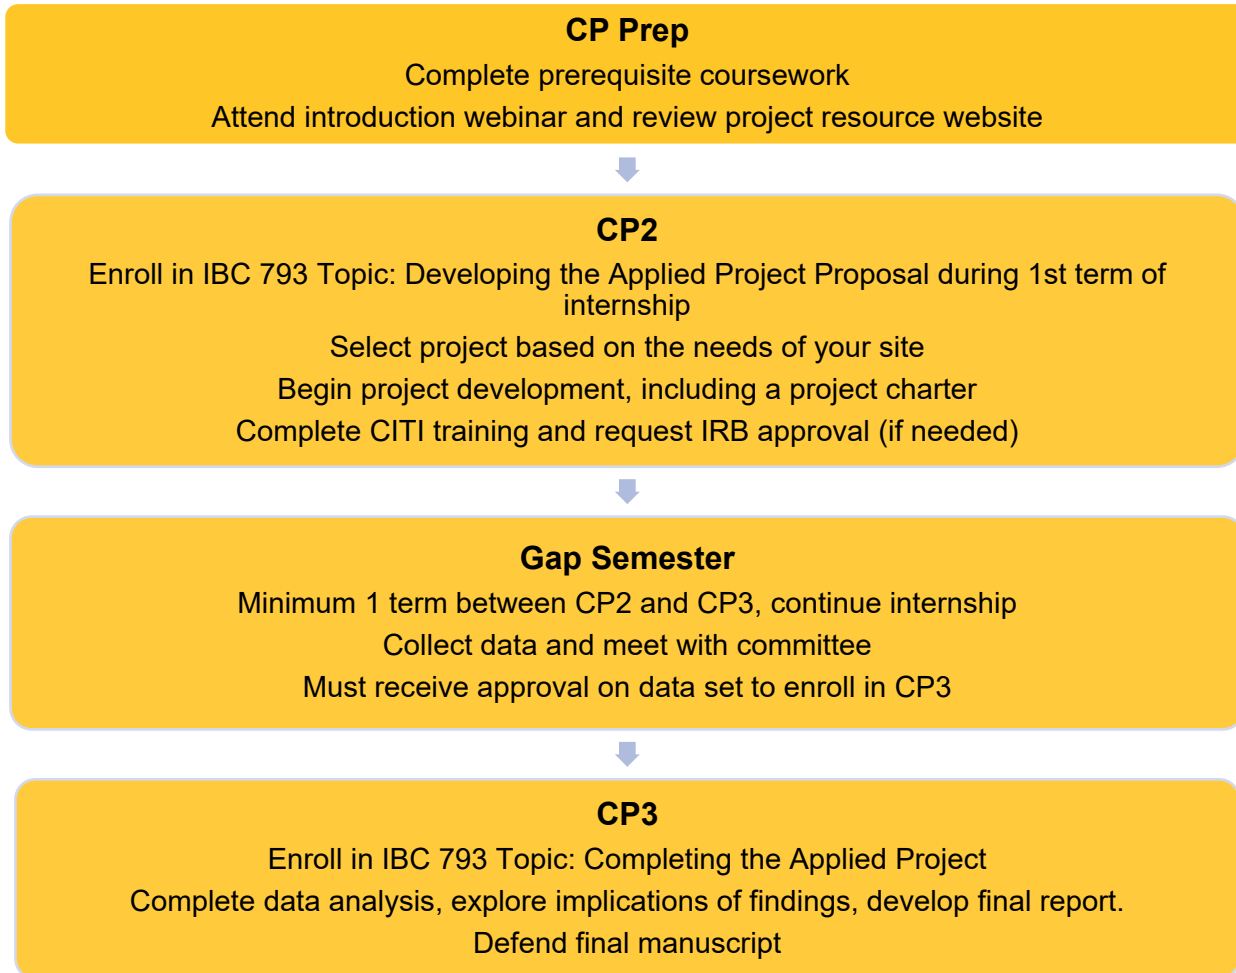 CP Prep
Complete prerequisite coursework
Attend introduction webinar and review project resource website
CP2
Enroll in IBC 793 Topic: Developing the Applied Project Proposal during 1st term of
internship
Select project based on the needs of your site
Begin project development, including a project charter
Complete CITI training and request IRB approval (if needed)
Gap Semester
Minimum 1 term between CP2 and CP3, continue internship
Collect data and meet with committee
Must receive approval on data set to enroll in CP3
CP3
Enroll in IBC 793 Topic: Completing the Applied Project
Complete data analysis, explore implications of findings, develop final report.
Defend final manuscript